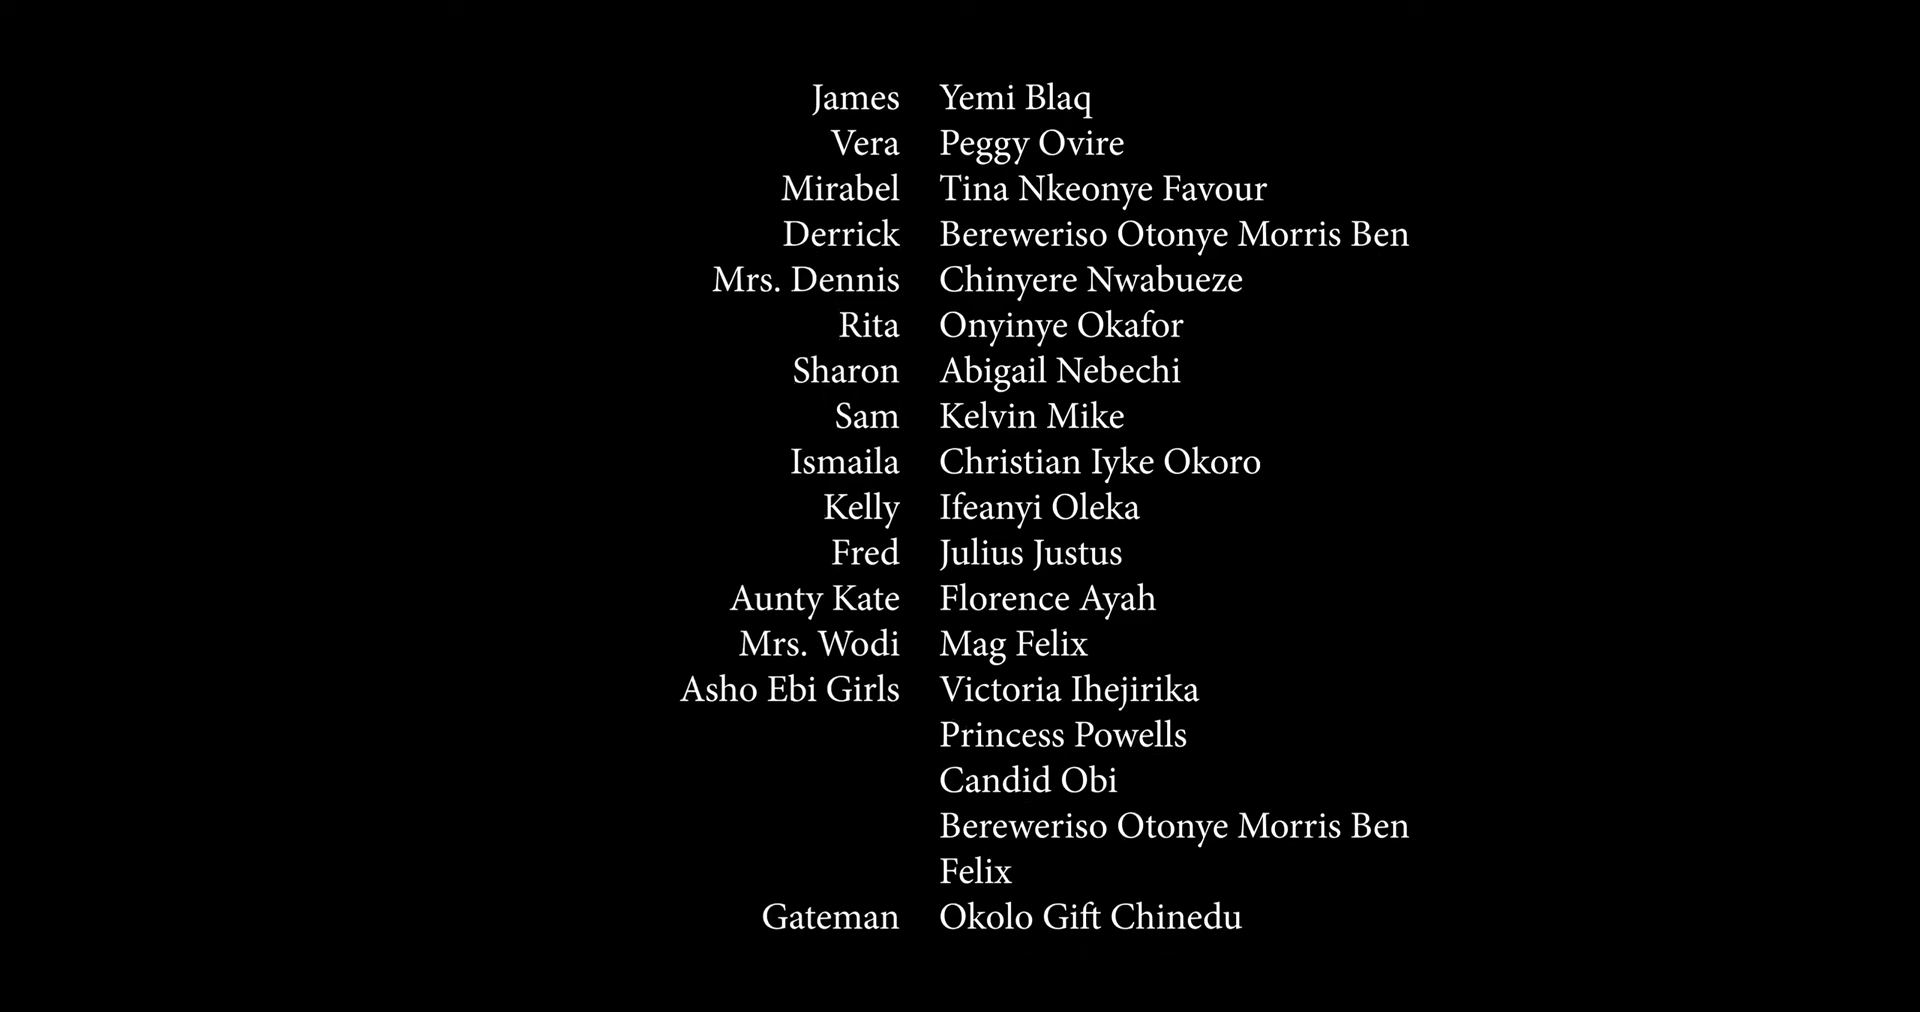 James Yemi Blaq
Vera Peggy Ovire
Mirabel Tina Nkeonye Favour
Derrick Bereweriso Otonye Morris Ben
Mrs. Dennis Chinyere Nwabueze
Rita Onyinye Okafor
Sharon Abigail Nebechi
Sam Kelvin Mike
Ismaila Christian Iyke Okoro
Kelly Ifeanyi Oleka
Fred Julius Justus
Aunty Kate Florence Ayah
Mrs. Wodi Mag Felix
Asho Ebi Girls Victoria Ihejirika
Princess Powells
Candid Obi
Bereweriso Otonye Morris Ben
Felix
Gateman Okolo Gift Chinedu